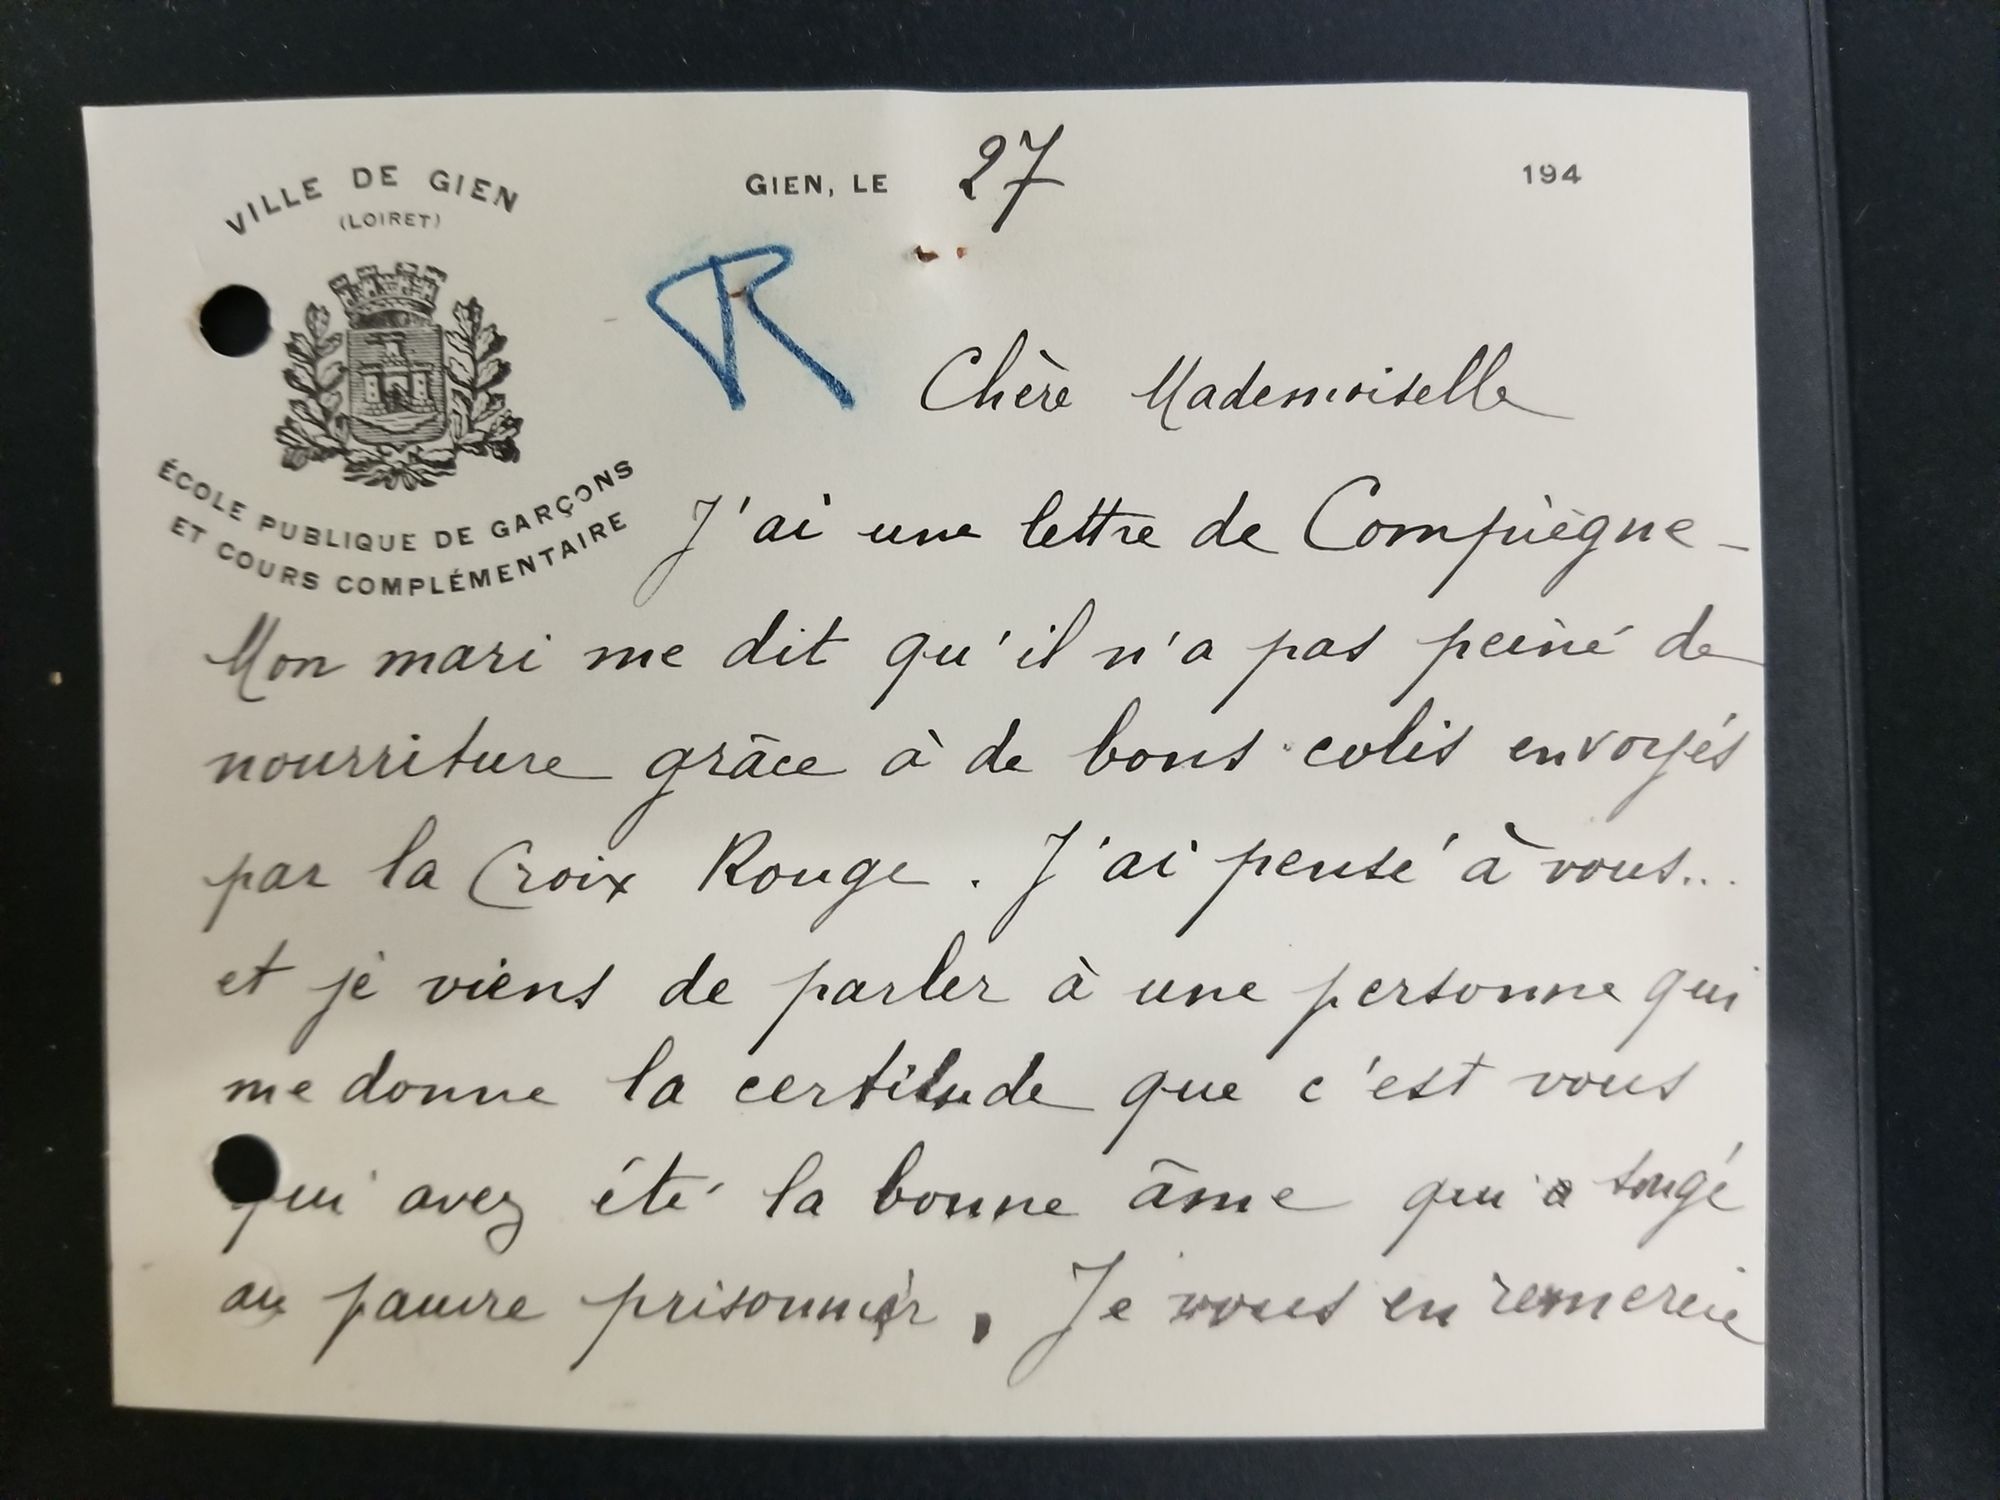 VILLE DE GIEN
(LOIRET)
ÉCOLE PUBLIQUE DE GARÇONS
ET COURS COMPLÉMENTAIRE
GIEN, LE 27 194
R
Chère Mademoiselle
J'ai une lettre de Compiègne -
Mon mari me dit qu'il n'a pas peiné de
nourriture grâce à de bons colis envoyés
par la Croix Rouge. J'ai pensé à vous...
et je viens de parler à une personne qui
me donne la certitude que c'est vous
qui avez été la bonne âme qui a songé
au pauvre prisonnier. Je vous en remercie